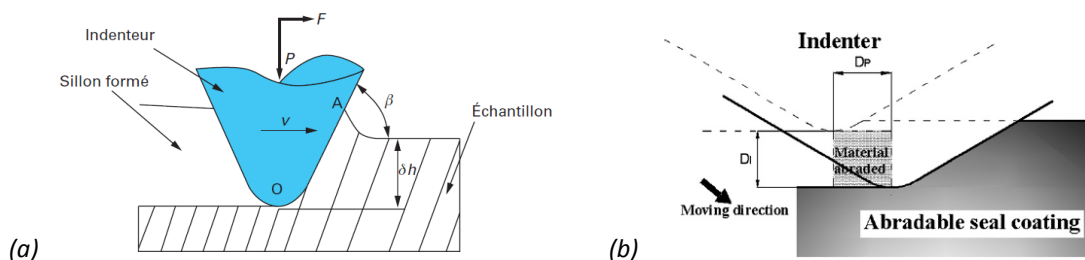 F
Indenteur
P
Sillon formé
A
β
Échantillon
v
δh
O
(a)
Indenter
DP
Material
abraded
DI
Moving direction
Abradable seal coating
(b)